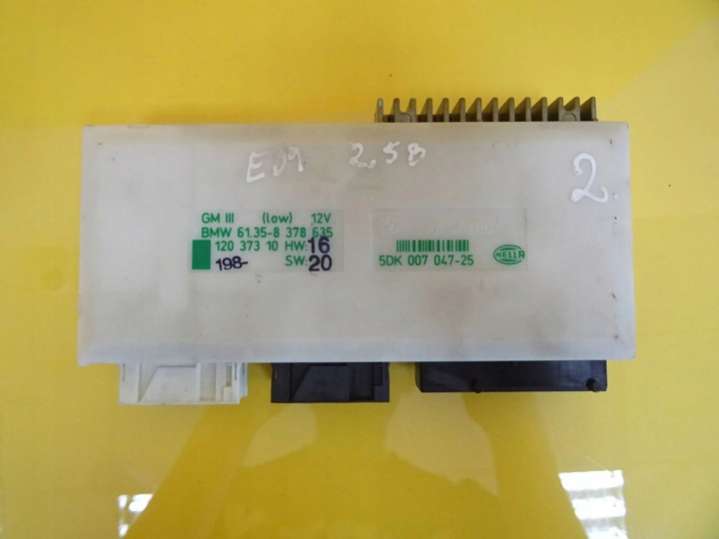 E39 2.5B
2.
GM III (low) 12V
BMW 61.35-8 378 635
120 373 10 HW: 16
198- SW: 20
5DK 007 047-25
HELLA